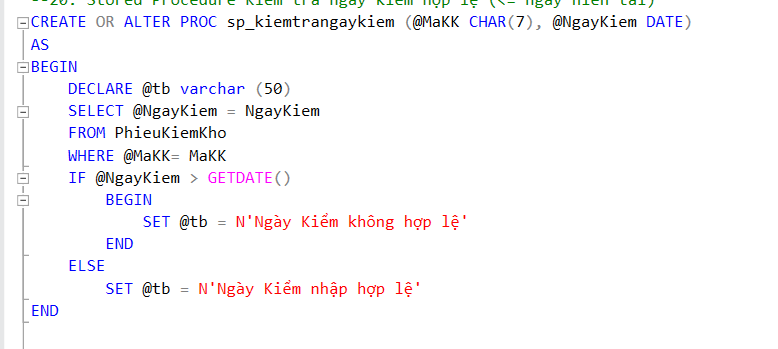 --20. Stored Procedure Kiểm tra ngày kiểm hợp lệ (<= ngày hiện tại)
CREATE OR ALTER PROC sp_kiemtrangaykiem (@MaKK CHAR(7), @NgayKiem DATE)
AS
BEGIN
DECLARE @tb varchar (50)
SELECT @NgayKiem = NgayKiem
FROM PhieuKiemKho
WHERE @MaKK= MaKK
IF @NgayKiem > GETDATE()
BEGIN
SET @tb = N'Ngày Kiểm không hợp lệ'
END
ELSE
SET @tb = N'Ngày Kiểm nhập hợp lệ'
END